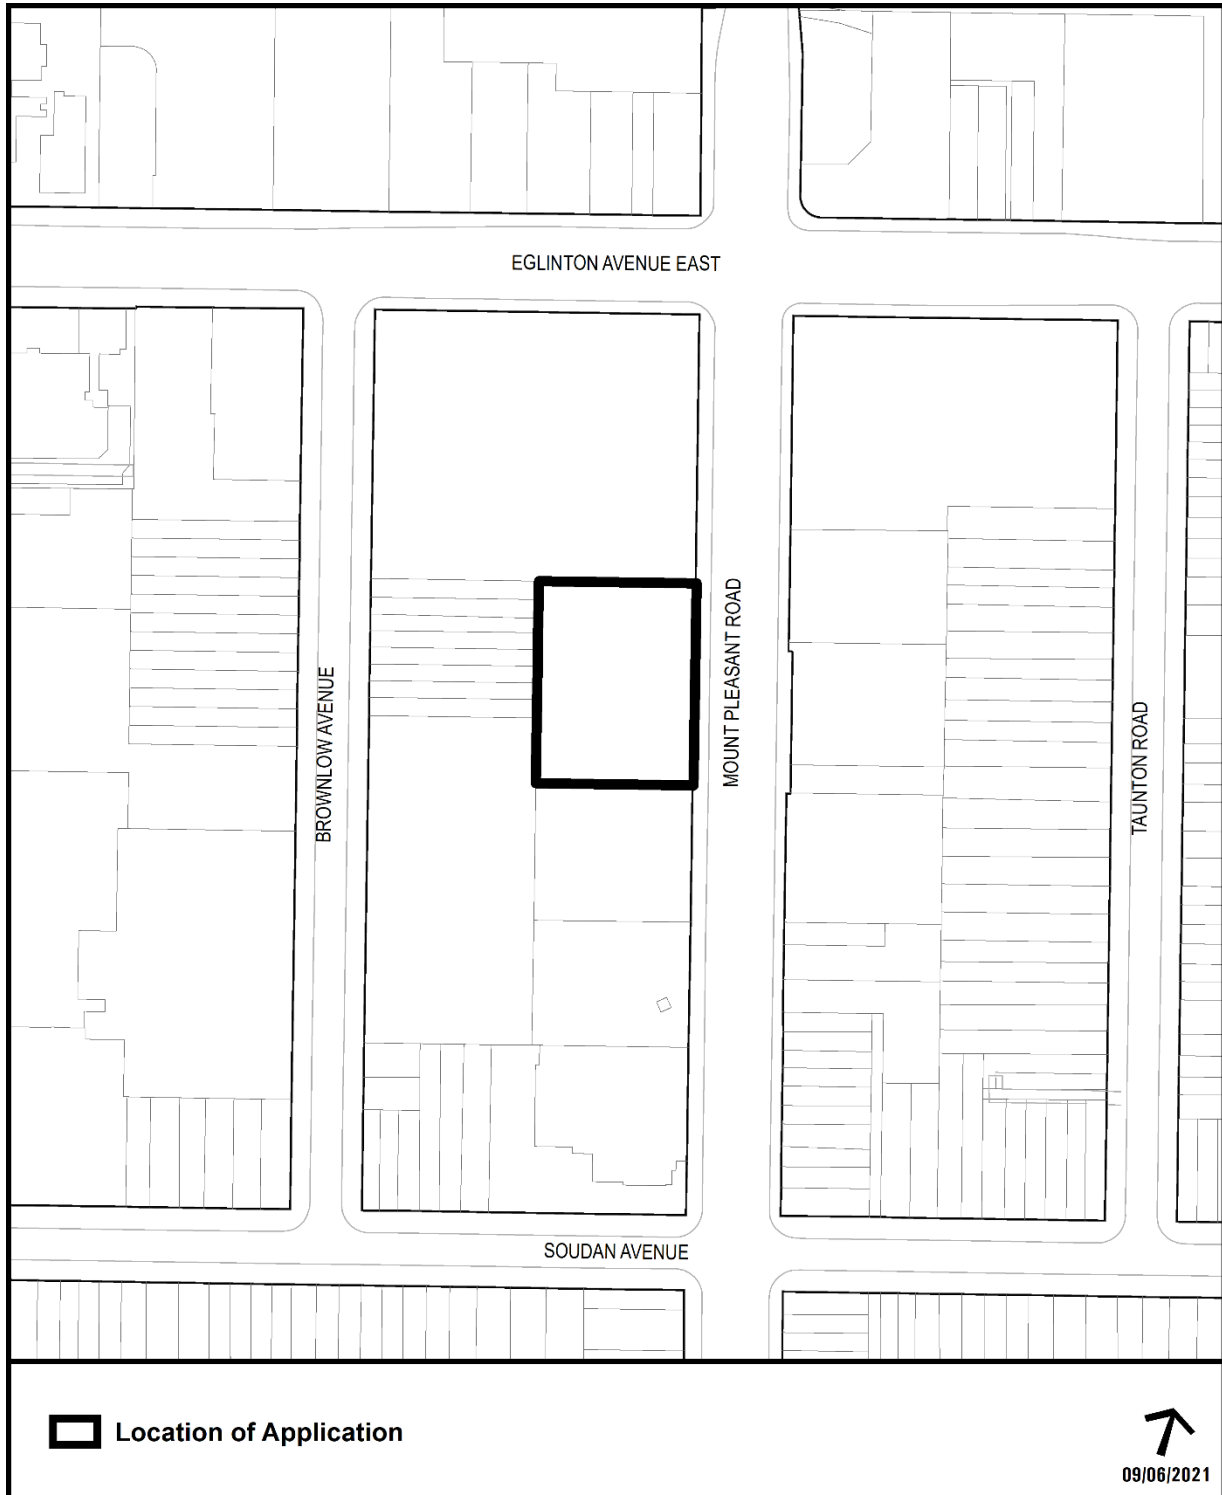 EGLINTON AVENUE EAST
MOUNT PLEASANT ROAD
BROWNLOW AVENUE
TAUNTON ROAD
SOUDAN AVENUE
Location of Application
09/06/2021